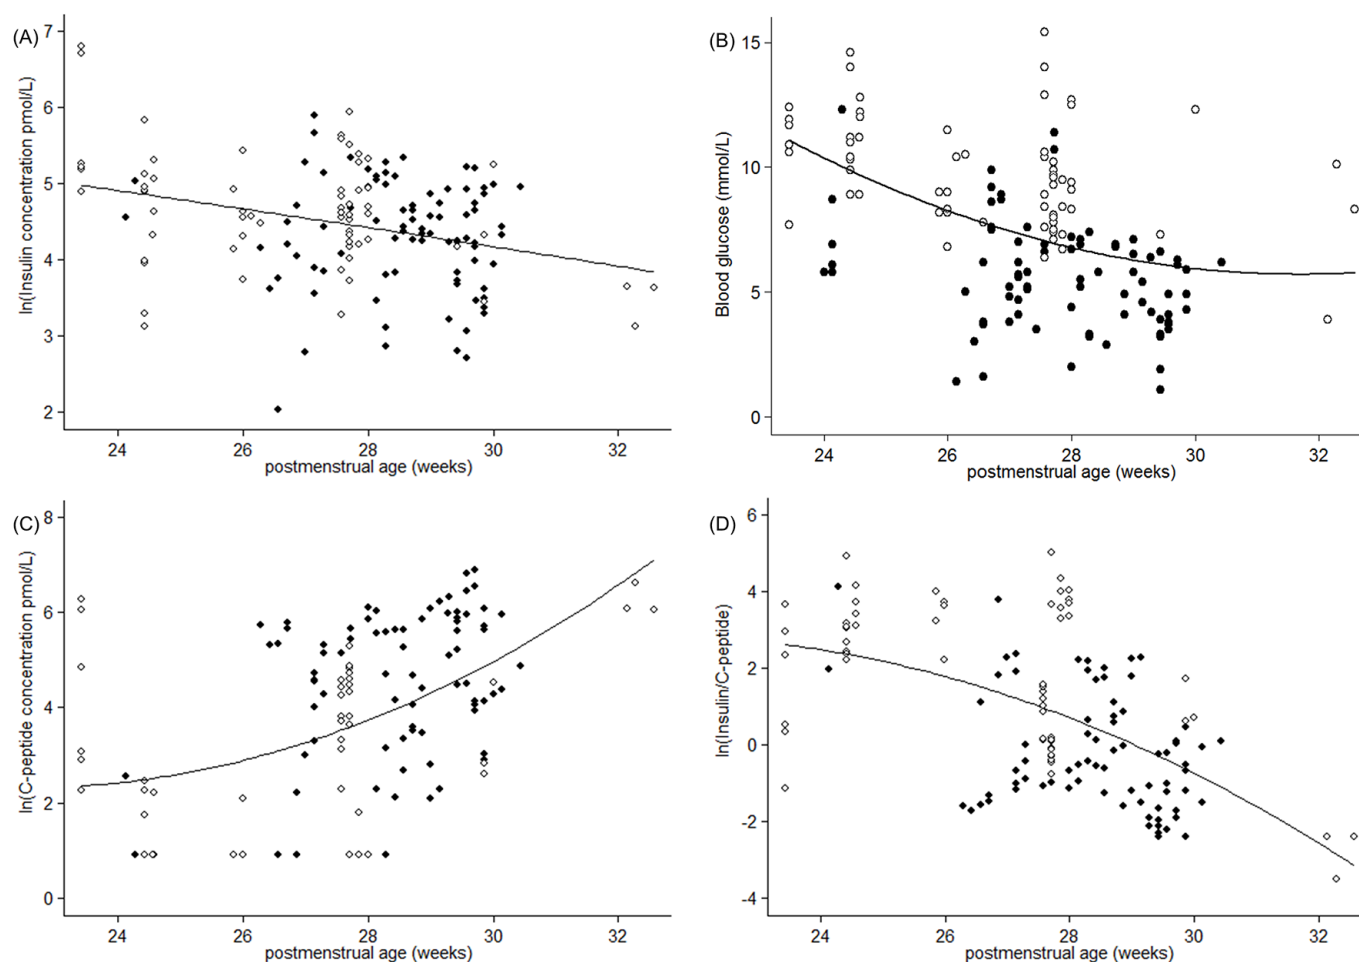 (A)
ln(Insulin concentration pmol/L)
7
6
5
4
3
2
24 26 28 30 32
postmenstrual age (weeks)
(B)
Blood glucose (mmol/L)
15
10
5
0
24 26 28 30 32
postmenstrual age (weeks)
(C)
ln(C-peptide concentration pmol/L)
8
6
4
2
0
24 26 28 30 32
postmenstrual age (weeks)
(D)
ln(Insulin/C-peptide)
6
4
2
0
-2
-4
24 26 28 30 32
postmenstrual age (weeks)